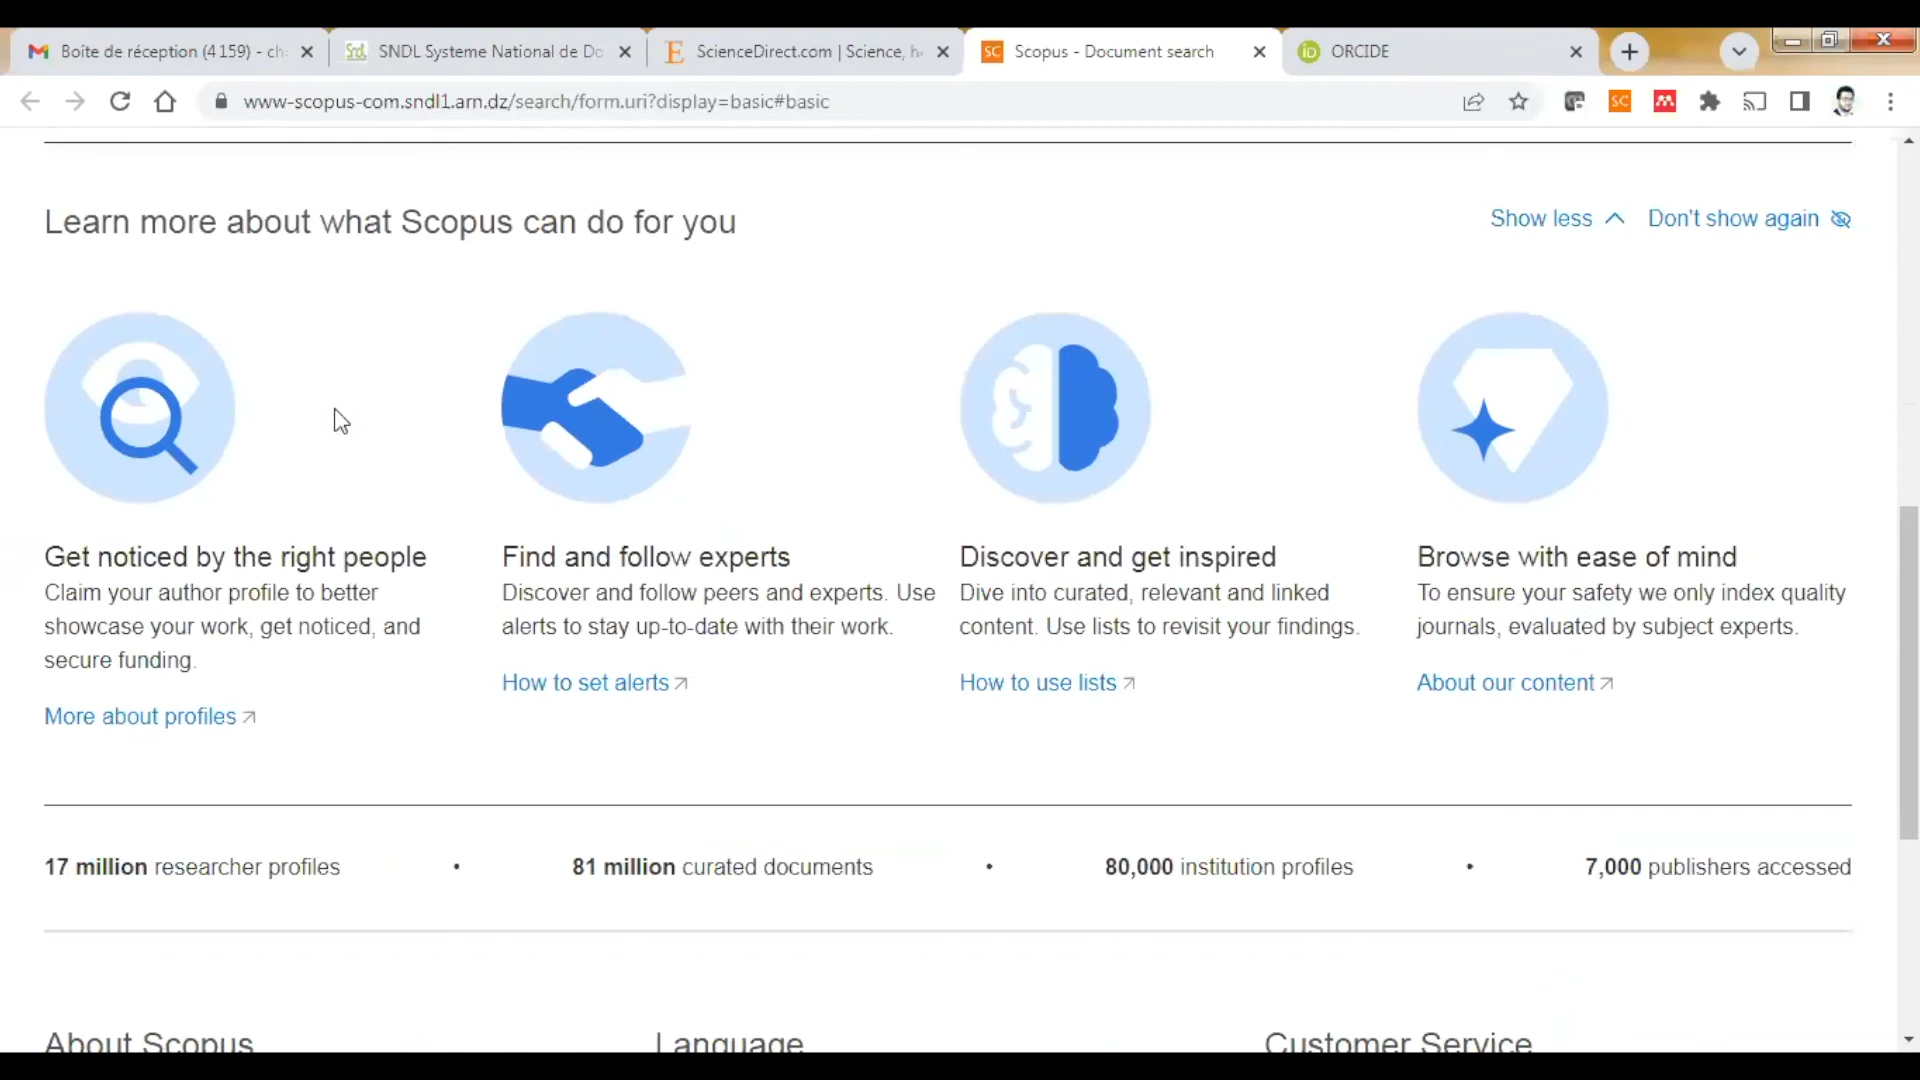 Boîte de réception (4 159) - ch
SNDL Systeme National de Do
ScienceDirect.com | Science, h
Scopus - Document search
ORCIDE
www-scopus-com.sndl1.arn.dz/search/form.uri?display=basic#basic
Learn more about what Scopus can do for you
Show less
Don't show again
Get noticed by the right people
Claim your author profile to better
showcase your work, get noticed, and
secure funding.
More about profiles
Find and follow experts
Discover and follow peers and experts. Use
alerts to stay up-to-date with their work.
How to set alerts
Discover and get inspired
Dive into curated, relevant and linked
content. Use lists to revisit your findings.
How to use lists
Browse with ease of mind
To ensure your safety we only index quality
journals, evaluated by subject experts.
About our content
17 million researcher profiles
•
81 million curated documents
•
80,000 institution profiles
•
7,000 publishers accessed
About Scopus
Language
Customer Service